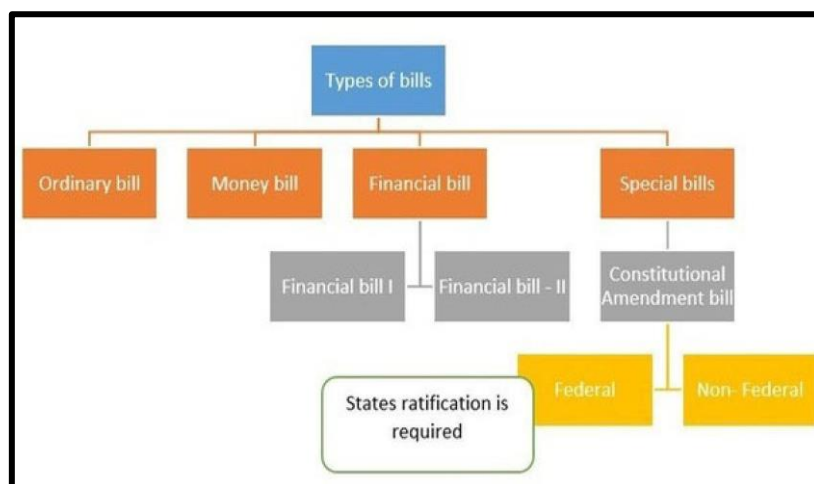 Types of bills
Ordinary bill
Money bill
Financial bill
Special bills
Financial bill I
Financial bill - II
Constitutional
Amendment bill
Federal
Non- Federal
States ratification is
required